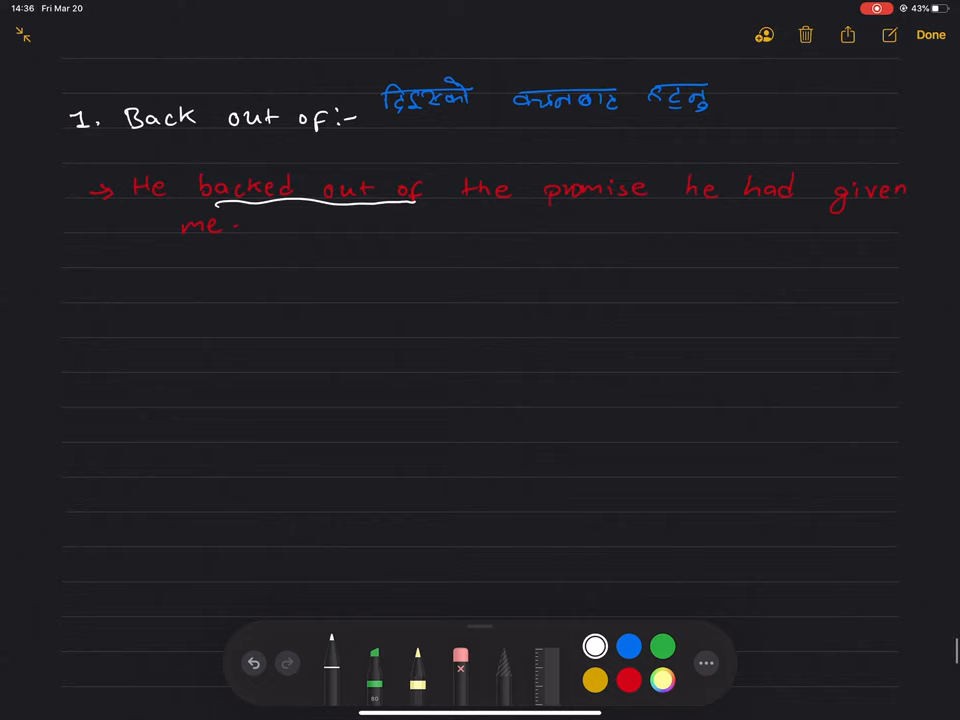 14:36 Fri Mar 20 43%
Done
1. Back out of:- दिइएको वचनबाट हट्नु
→ He backed out of the promise he had given
me.
80